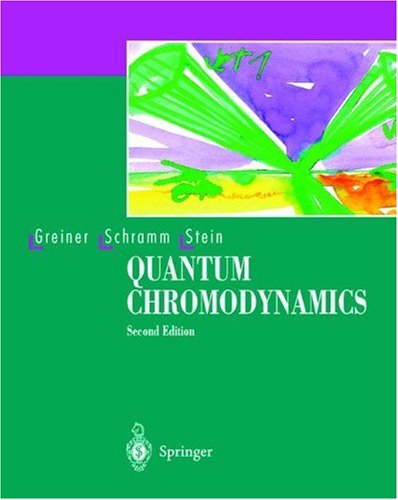 Greiner Schramm Stein
QUANTUM
CHROMODYNAMICS
Second Edition
Springer